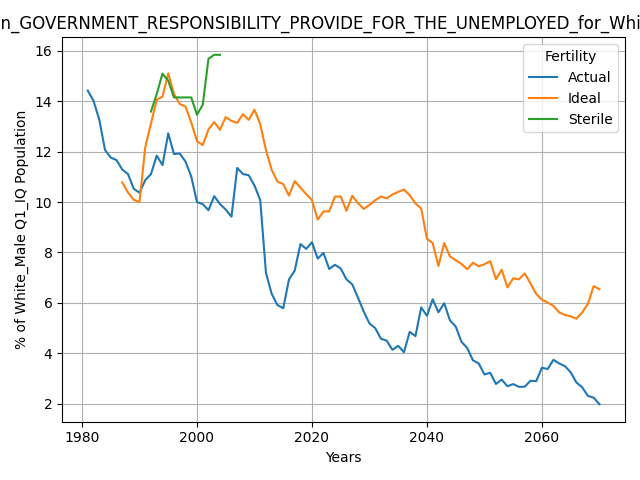 n_GOVERNMENT_RESPONSIBILITY_PROVIDE_FOR_THE_UNEMPLOYED_for_Whi
Fertility
Actual
Ideal
Sterile
% of White_Male Q1_IQ Population
16
14
12
10
8
6
4
2
1980 2000 2020 2040 2060
Years